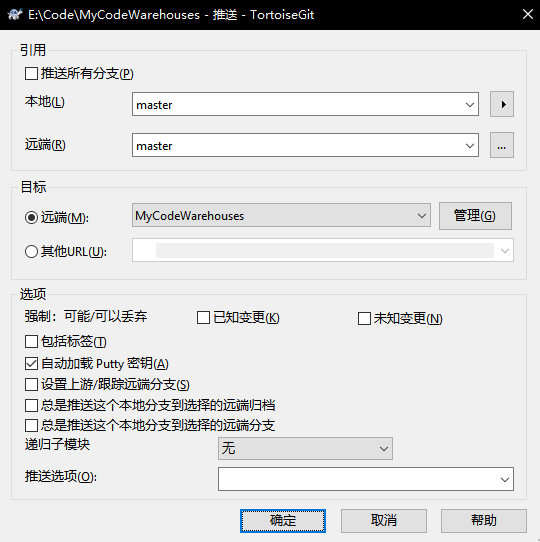 E:\Code\MyCodeWarehouses - 推送 - TortoiseGit
引用
推送所有分支(P)
本地(L)
master
远端(R)
master
...
目标
远端(M):
MyCodeWarehouses
管理(G)
其他URL(U):
选项
强制：可能/可以丢弃
已知变更(K)
未知变更(N)
包括标签(T)
自动加载 Putty 密钥(A)
设置上游/跟踪远端分支(S)
总是推送这个本地分支到选择的远端归档
总是推送这个本地分支到选择的远端分支
递归子模块
无
推送选项(O):
确定
取消
帮助